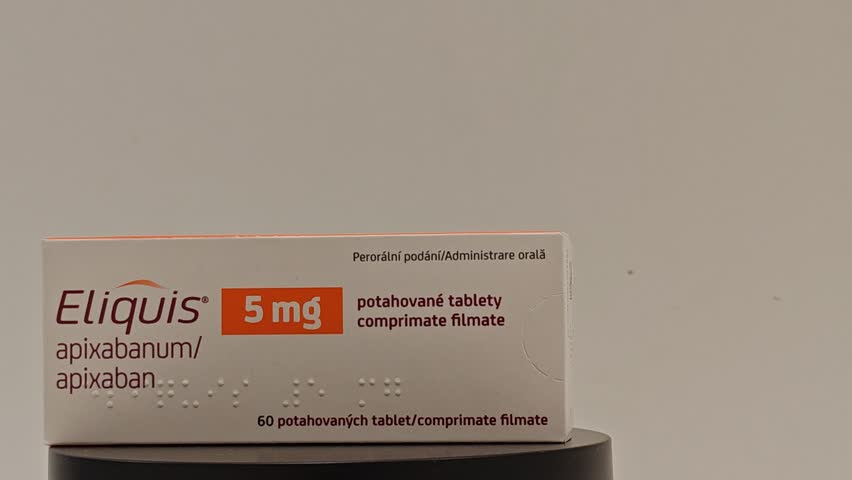 Perorální podání/Administrare orală
Eliquis®
5 mg
potahované tablety
comprimate filmate
apixabanum/
apixaban
60 potahovaných tablet/comprimate filmate